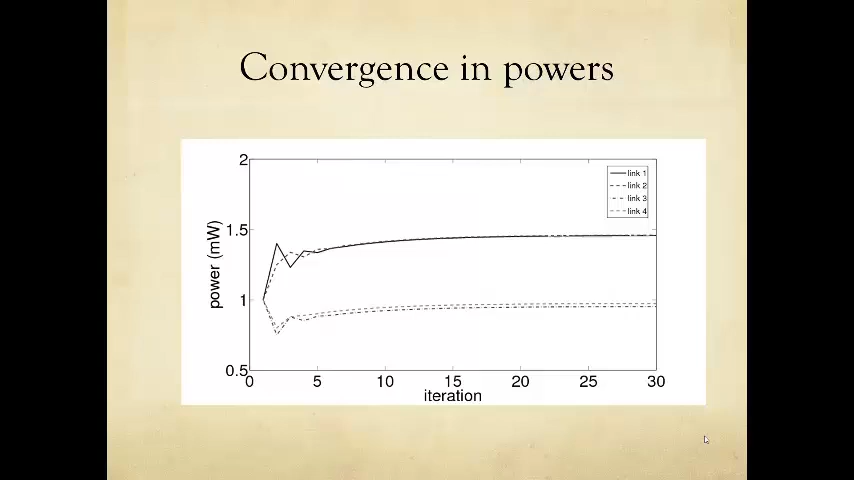 Convergence in powers
2
1.5
1
0.5
power (mW)
link 1
link 2
link 3
link 4
0 5 10 15 20 25 30
iteration